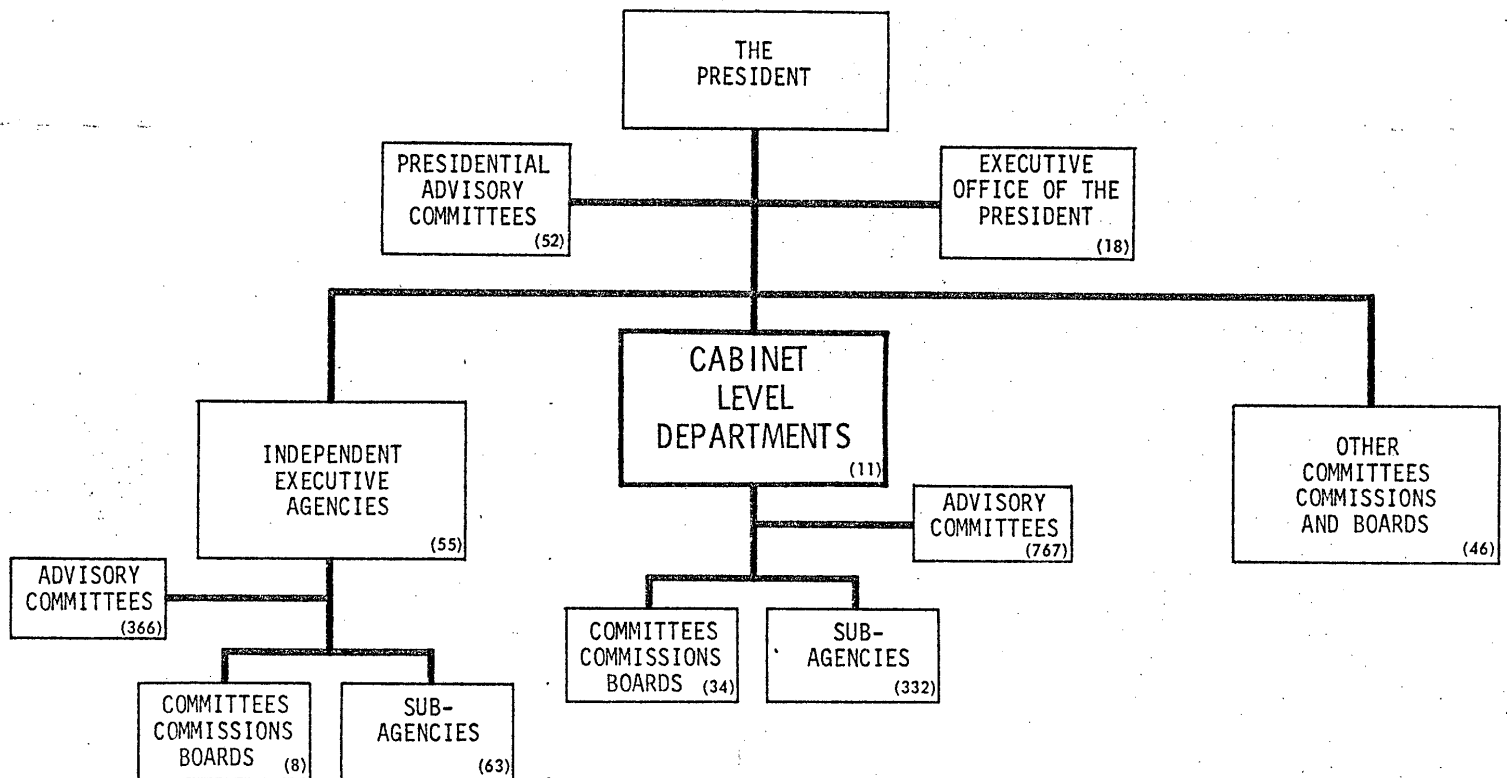 THE
PRESIDENT
PRESIDENTIAL
ADVISORY
COMMITTEES
(52)
EXECUTIVE
OFFICE OF THE
PRESIDENT
(18)
INDEPENDENT
EXECUTIVE
AGENCIES
(55)
CABINET
LEVEL
DEPARTMENTS
(11)
OTHER
COMMITTEES
COMMISSIONS
AND BOARDS
(46)
ADVISORY
COMMITTEES
(366)
COMMITTEES
COMMISSIONS
BOARDS (8)
SUB-
AGENCIES
(63)
ADVISORY
COMMITTEES
(767)
COMMITTEES
COMMISSIONS
BOARDS (34)
SUB-
AGENCIES
(332)